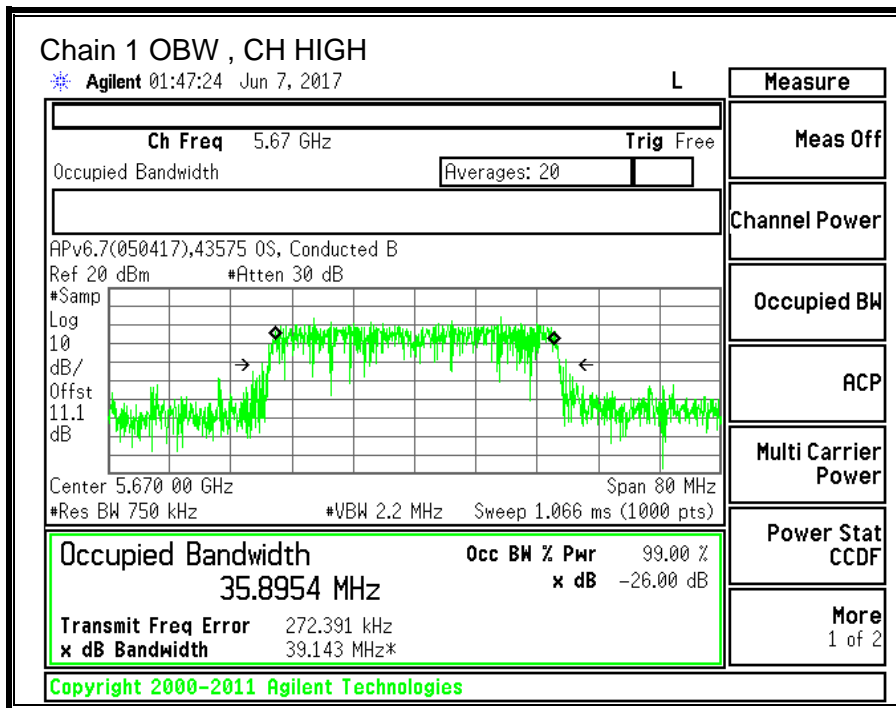 Chain 1 OBW , CH HIGH
Agilent 01:47:24 Jun 7, 2017 L
Measure
Ch Freq 5.67 GHz Trig Free
Occupied Bandwidth Averages: 20
APv6.7(050417),43575 OS, Conducted B
Ref 20 dBm #Atten 30 dB
#Samp
Log
10
dB/
Offst
11.1
dB
Center 5.670 00 GHz Span 80 MHz
#Res BW 750 kHz #VBW 2.2 MHz Sweep 1.066 ms (1000 pts)
Occupied Bandwidth Occ BW % Pwr 99.00 %
35.8954 MHz x dB -26.00 dB
Transmit Freq Error 272.391 kHz
x dB Bandwidth 39.143 MHz*
Meas Off
Channel Power
Occupied BW
ACP
Multi Carrier
Power
Power Stat
CCDF
More
1 of 2
Copyright 2000-2011 Agilent Technologies